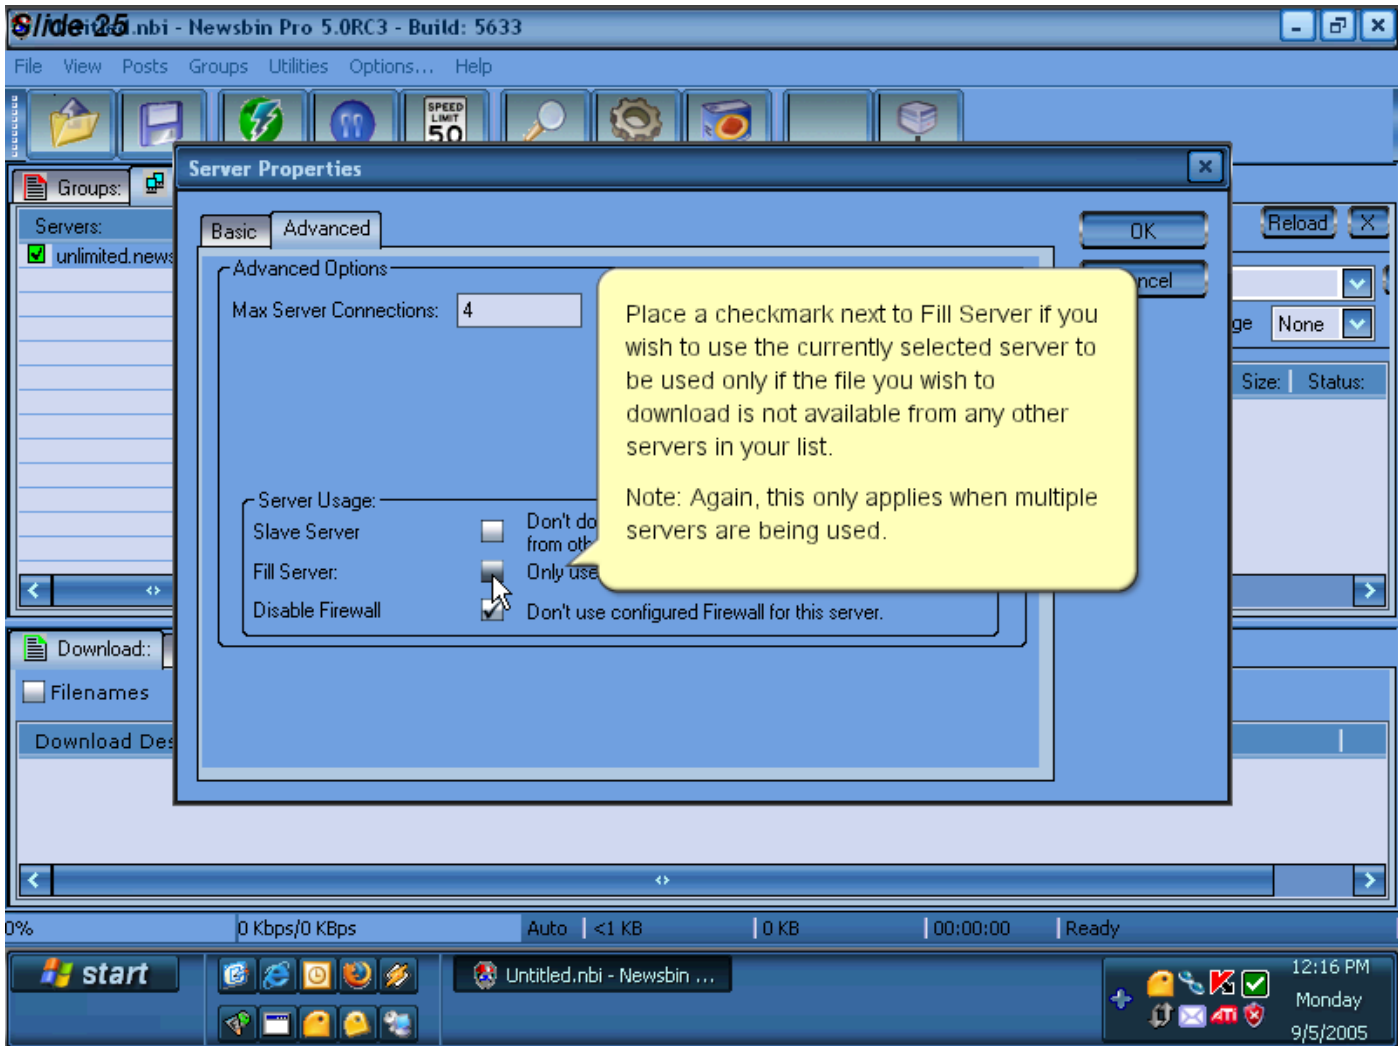 Slide 25
Untitled.nbi - Newsbin Pro 5.0RC3 - Build: 5633
File View Posts Groups Utilities Options... Help
SPEED
LIMIT
50
Server Properties
Groups:
Servers:
unlimited.news
Reload X
Basic Advanced
OK
ncel
Advanced Options
Max Server Connections: 4
ge None
Size: Status:
Place a checkmark next to Fill Server if you
wish to use the currently selected server to
be used only if the file you wish to
download is not available from any other
servers in your list.
Note: Again, this only applies when multiple
servers are being used.
Server Usage:
Slave Server
Don't do
from oth
Fill Server:
Only use
Disable Firewall
Don't use configured Firewall for this server.
Download::
Filenames
Download Des
0% 0 Kbps/0 KBps Auto <1 KB 0 KB 00:00:00 Ready
start
Untitled.nbi - Newsbin ...
ATI
12:16 PM
Monday
9/5/2005